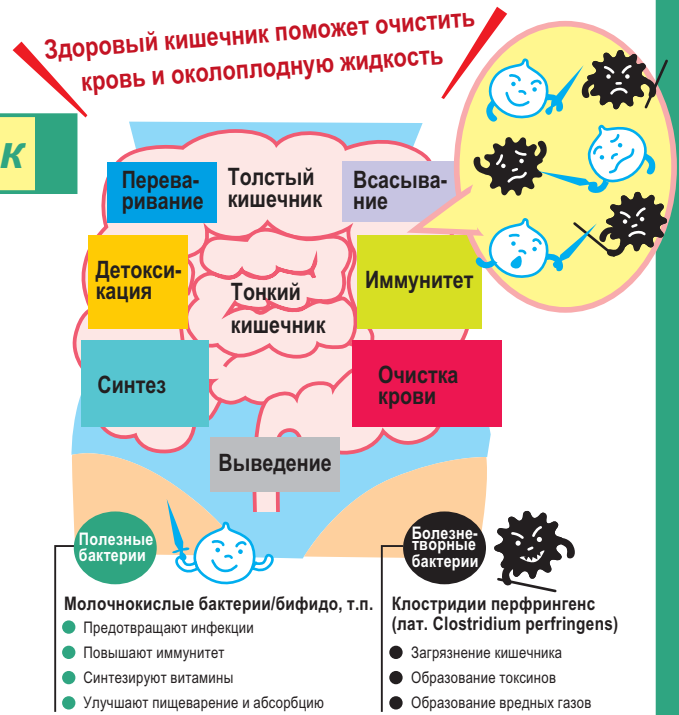 Здоровый кишечник поможет очистить
кровь и околоплодную жидкость
к
Перева-
ривание
Толстый
кишечник
Всасыва-
ние
Детокси-
кация
Тонкий
кишечник
Иммунитет
Синтез
Очистка
крови
Выведение
Полезные
бактерии
Молочнокислые бактерии/бифидо, т.п.
Предотвращают инфекции
Повышают иммунитет
Синтезируют витамины
Улучшают пищеварение и абсорбцию
Болезне-
творные
бактерии
Клостридии перфрингенс
(лат. Clostridium perfringens)
Загрязнение кишечника
Образование токсинов
Образование вредных газов